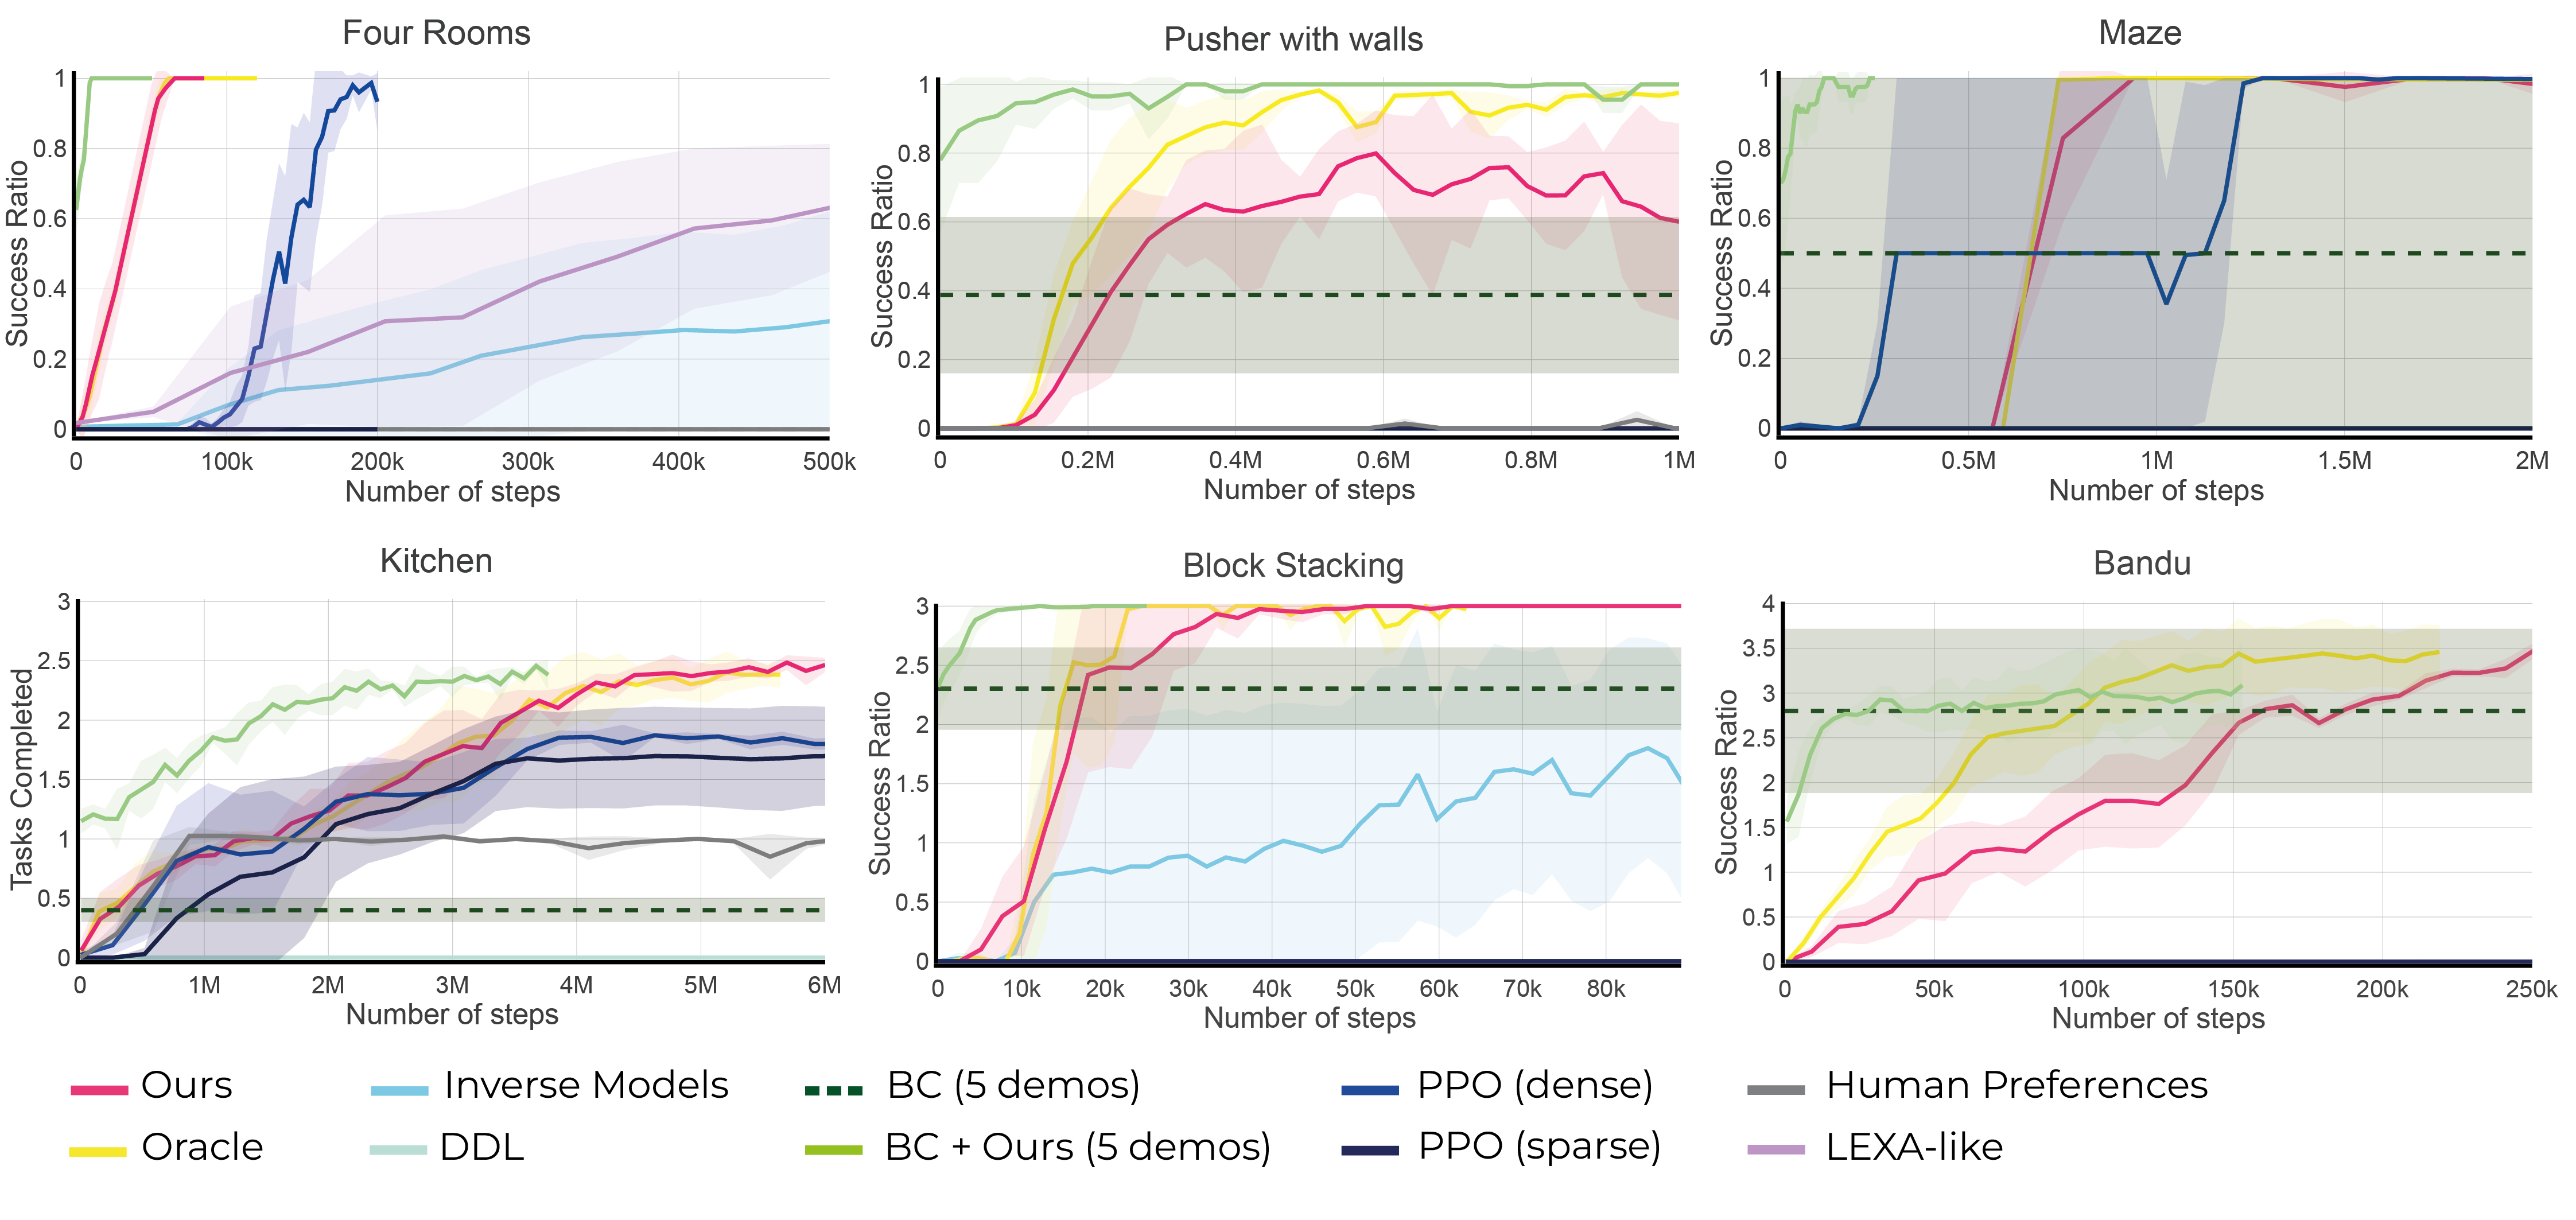 Four Rooms
Success Ratio
1
0.8
0.6
0.4
0.2
0
0 100k 200k 300k 400k 500k
Number of steps
Pusher with walls
Success Ratio
1
0.8
0.6
0.4
0.2
0
0 0.2M 0.4M 0.6M 0.8M 1M
Number of steps
Maze
Success Ratio
1
0.8
0.6
0.4
0.2
0
0 0.5M 1M 1.5M 2M
Number of steps
Kitchen
Tasks Completed
3
2.5
2
1.5
1
0.5
0
0 1M 2M 3M 4M 5M 6M
Number of steps
Block Stacking
Success Ratio
3
2.5
2
1.5
1
0.5
0
0 10k 20k 30k 40k 50k 60k 70k 80k
Number of steps
Bandu
Success Ratio
4
3.5
3
2.5
2
1.5
1
0.5
0
0 50k 100k 150k 200k 250k
Number of steps
Ours Inverse Models BC (5 demos) PPO (dense) Human Preferences
Oracle DDL BC + Ours (5 demos) PPO (sparse) LEXA-like